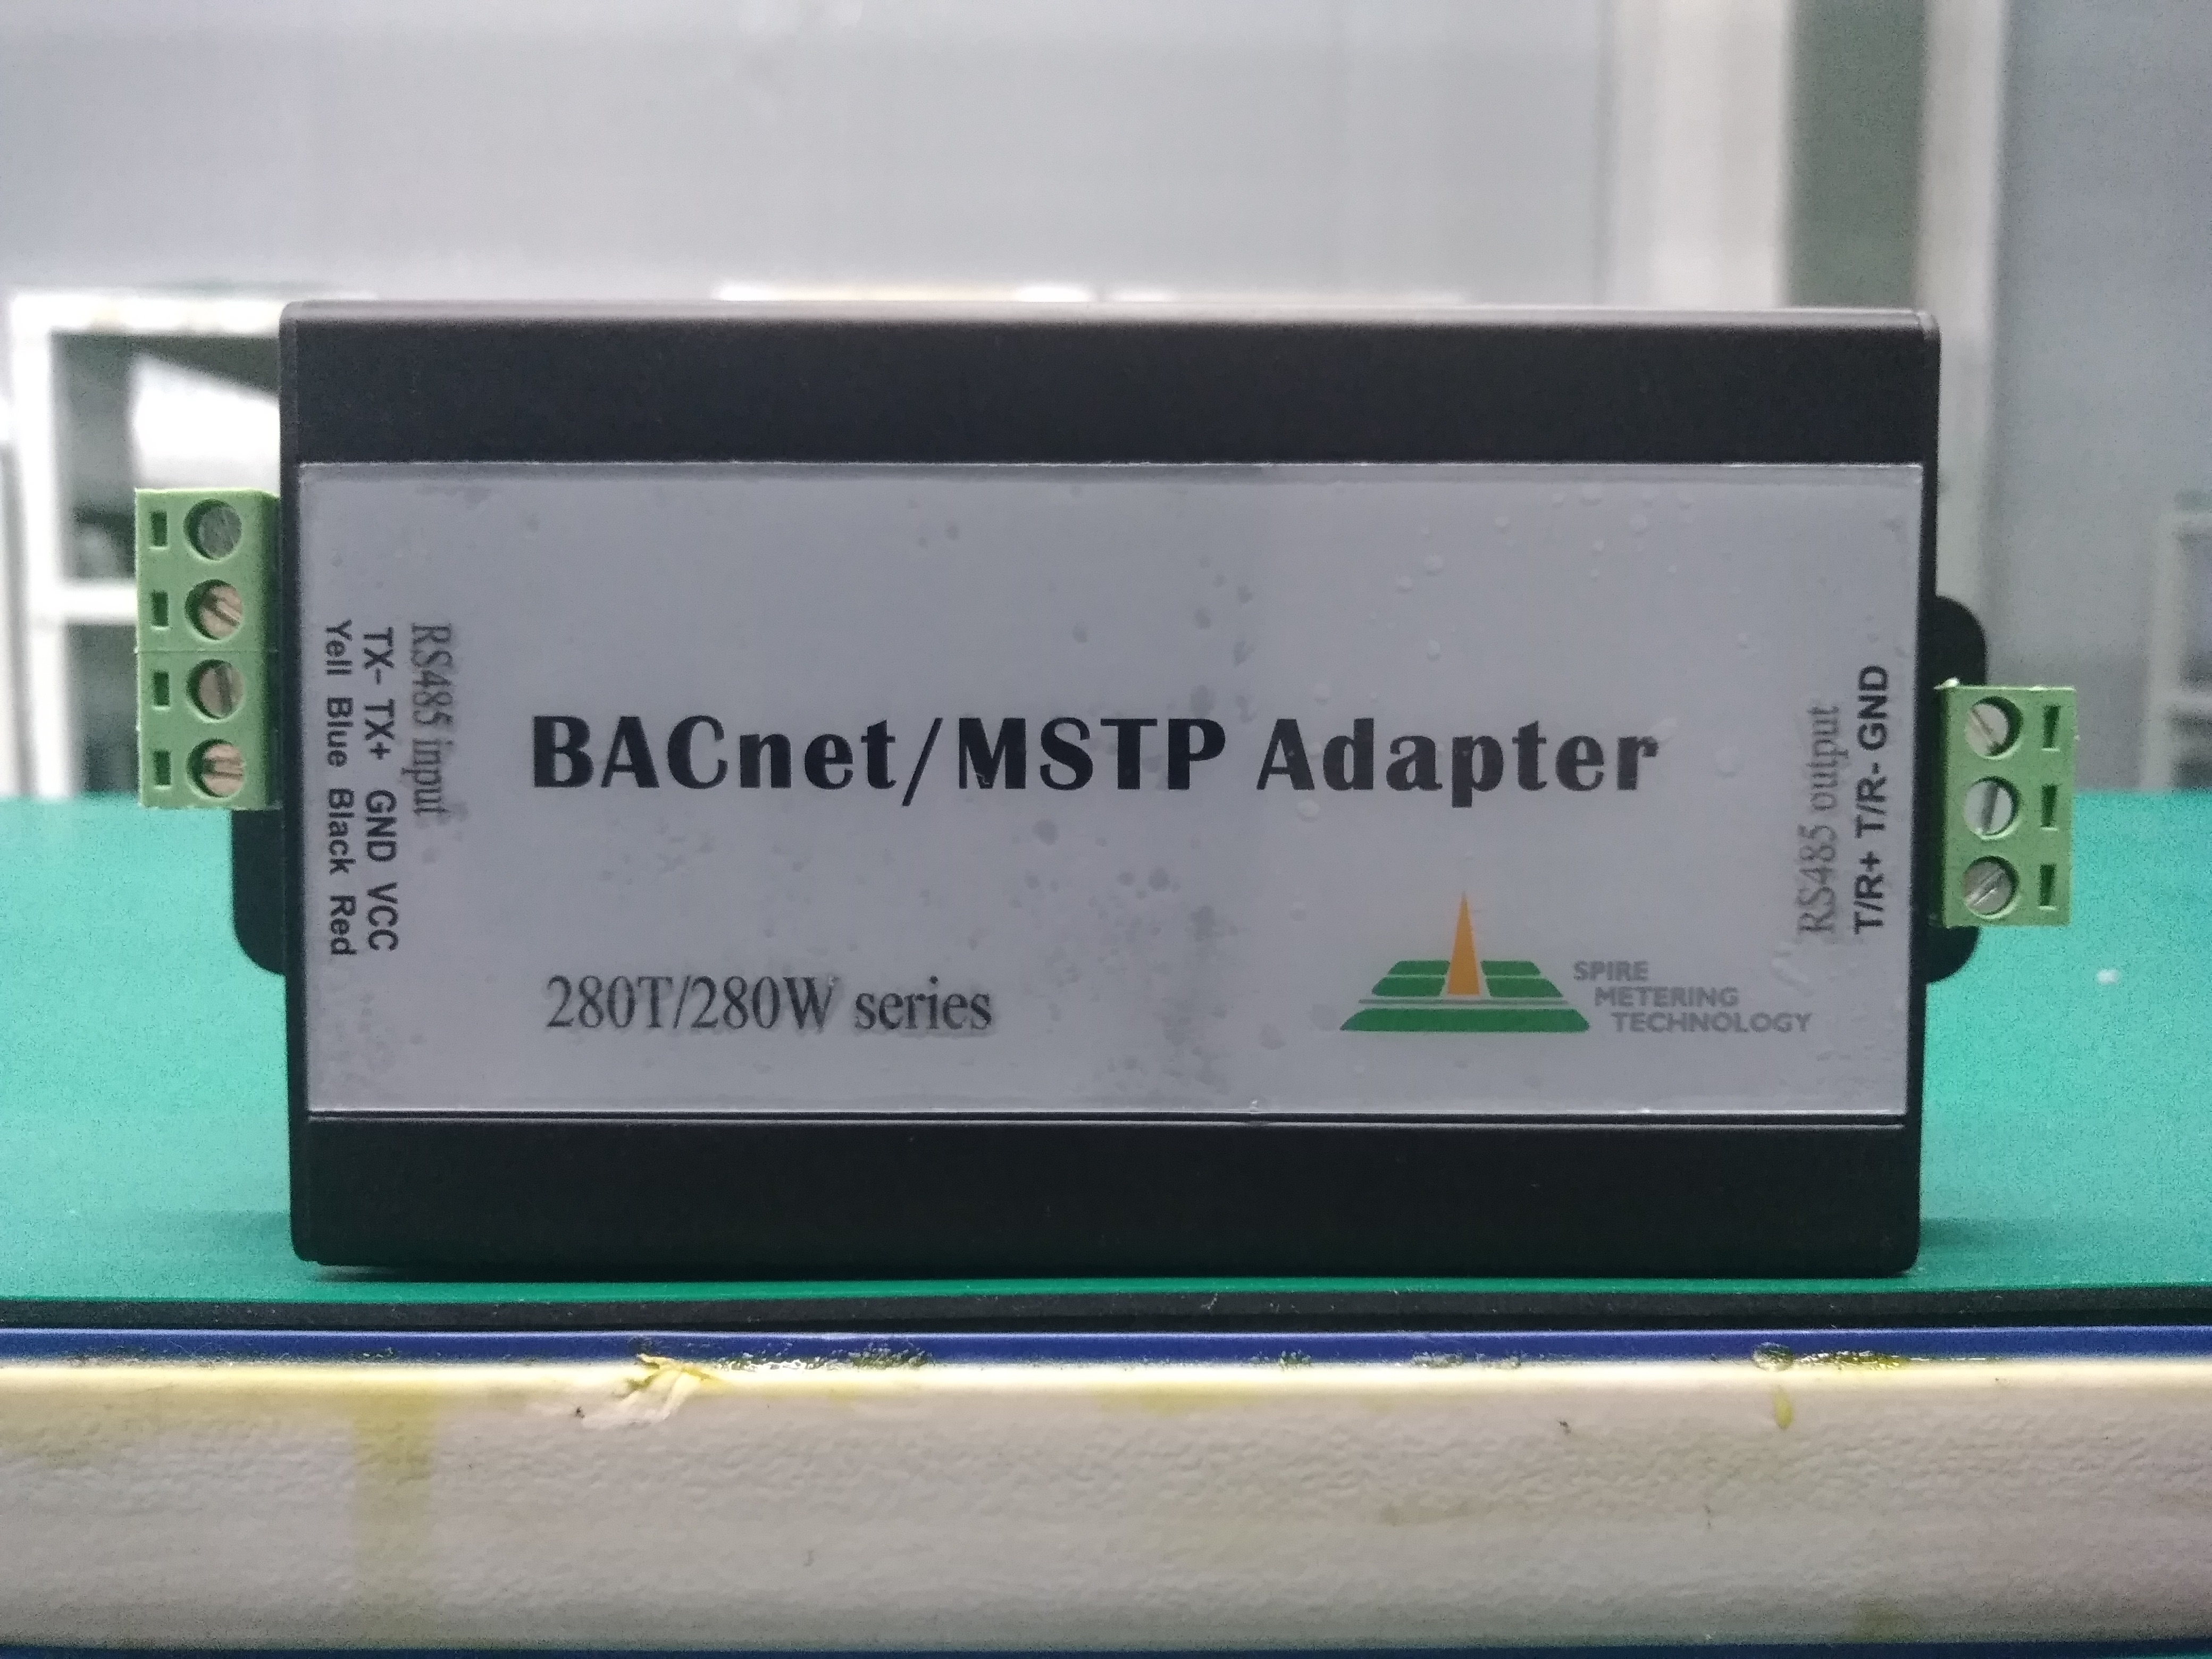 RS485 input
TX- TX+ GND VCC
Yell Blue Black Red
BACnet/MSTP Adapter
280T/280W series
SPIRE
METERING
TECHNOLOGY
RS485 output
T/R+ T/R- GND